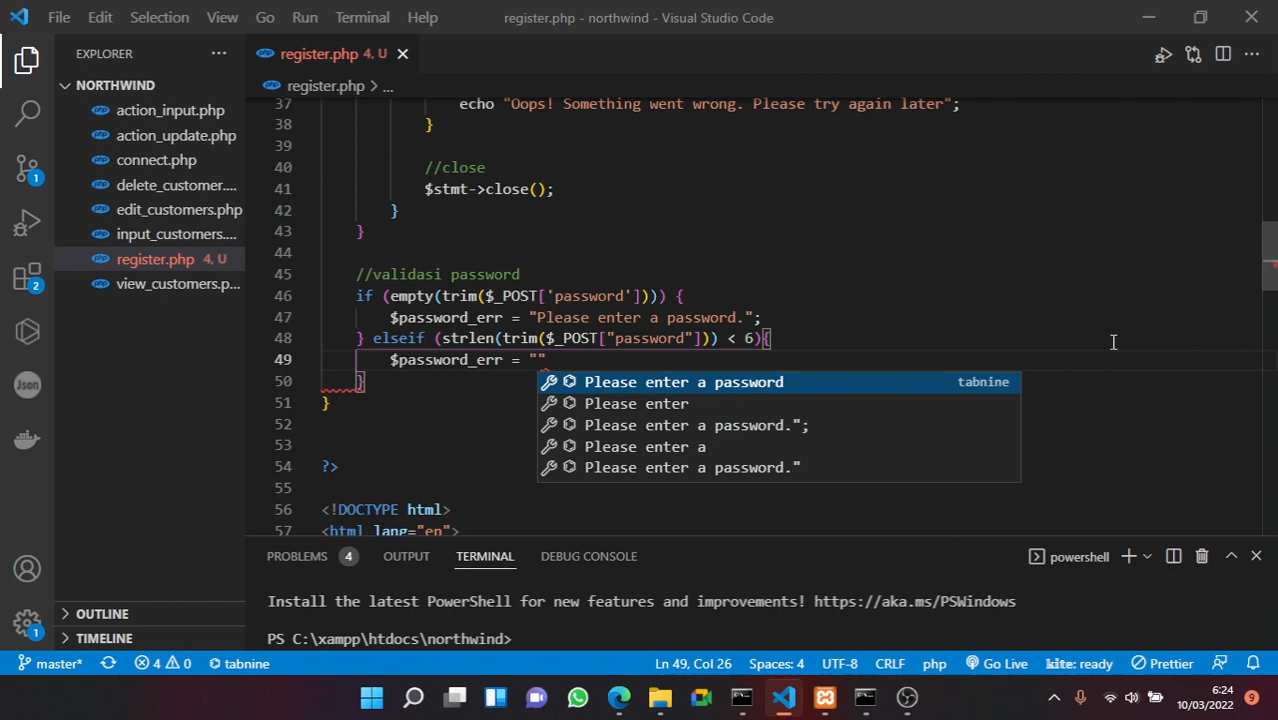 File Edit Selection View Go Run Terminal Help register.php - northwind - Visual Studio Code
EXPLORER
register.php 4, U
NORTHWIND
register.php > ...
action_input.php
action_update.php
connect.php
delete_customer....
edit_customers.php
input_customers....
register.php 4, U
view_customers.p...
37 echo "Oops! Something went wrong. Please try again later";
38 }
39
40 //close
41 $stmt->close();
42 }
43 }
44
45 //validasi password
46 if (empty(trim($_POST['password']))) {
47 $password_err = "Please enter a password.";
48 } elseif (strlen(trim($_POST["password"])) < 6){
49 $password_err = ""
50 }
51 }
52
53
54 ?>
55
56 <!DOCTYPE html>
57 <html lang="en">
Please enter a password tabnine
Please enter
Please enter a password.";
Please enter a
Please enter a password."
1
2
Json
1
OUTLINE
TIMELINE
PROBLEMS 4 OUTPUT TERMINAL DEBUG CONSOLE powershell
Install the latest PowerShell for new features and improvements! https://aka.ms/PSWindows
PS C:\xampp\htdocs\northwind>
master* 4 0 tabnine Ln 49, Col 26 Spaces: 4 UTF-8 CRLF php Go Live kite: ready Prettier
6:24
10/03/2022
9